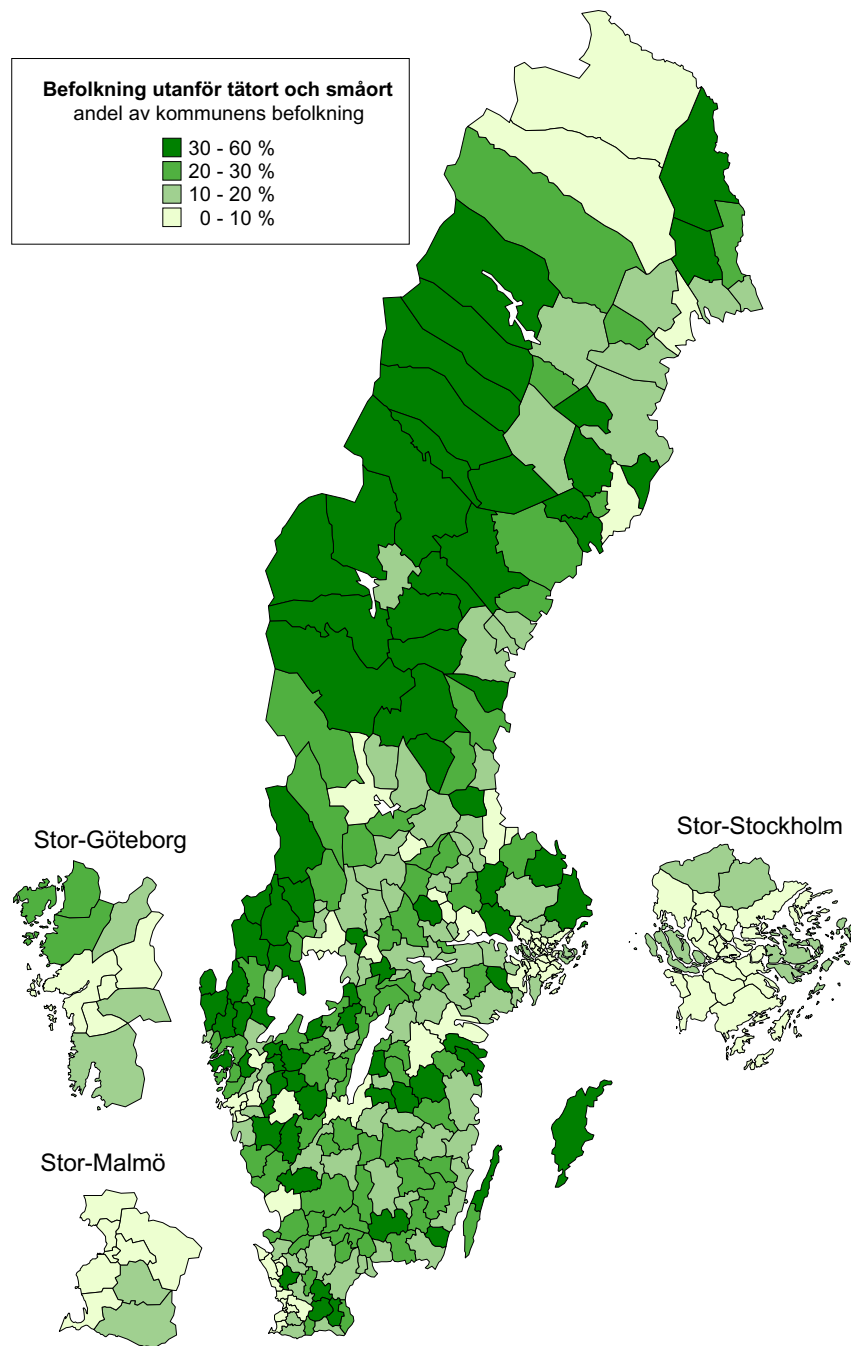 Befolkning utanför tätort och småort
andel av kommunens befolkning
30 - 60 %
20 - 30 %
10 - 20 %
0 - 10 %
Stor-Göteborg
Stor-Stockholm
Stor-Malmö